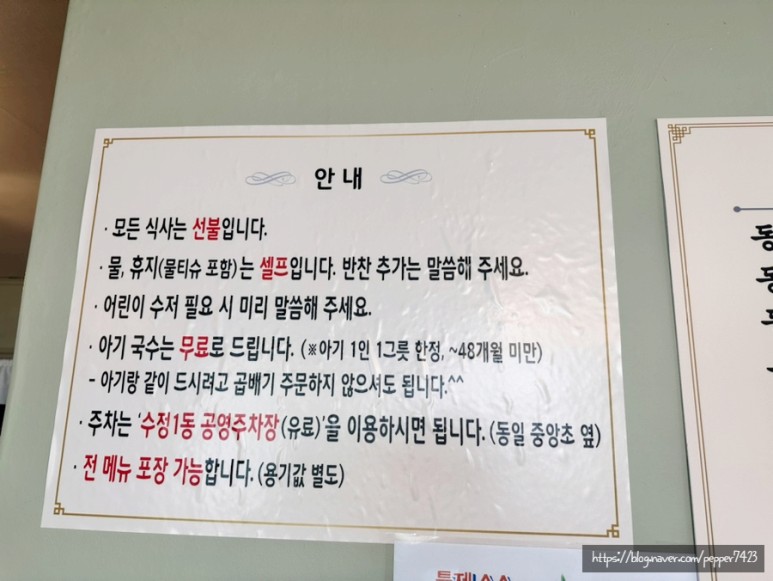 안 내
· 모든 식사는 선불입니다.
· 물, 휴지(물티슈 포함)는 셀프입니다. 반찬 추가는 말씀해 주세요.
· 어린이 수저 필요 시 미리 말씀해 주세요.
· 아기 국수는 무료로 드립니다. (※아기 1인 1그릇 한정, ~48개월 미만)
- 아기랑 같이 드시려고 곱배기 주문하지 않으셔도 됩니다.^^
· 주차는 '수정1동 공영주차장(유료)'을 이용하시면 됩니다. (동일 중앙초 옆)
· 전 메뉴 포장 가능합니다. (용기값 별도)
https://blog.naver.com/pepper7423